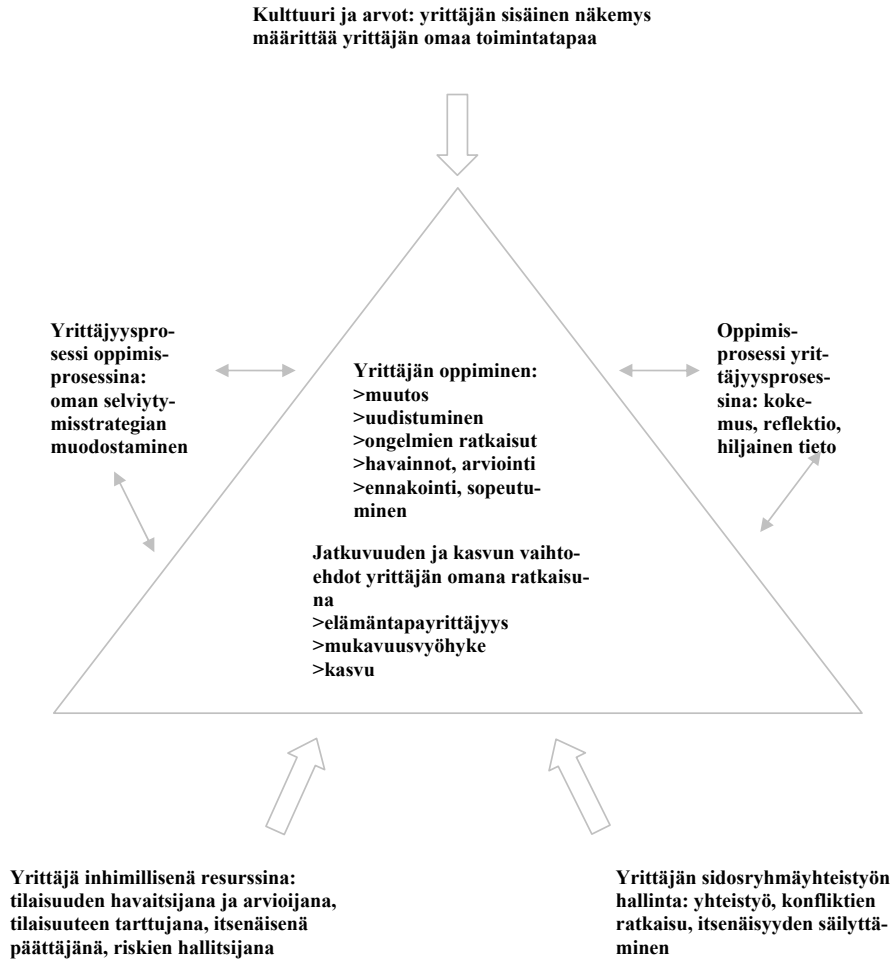 Kulttuuri ja arvot: yrittäjän sisäinen näkemys
määrittää yrittäjän omaa toimintatapaa
Yrittäjyyspro-
sessi oppimis-
prosessina:
oman selviyty-
misstrategian
muodostaminen
Oppimis-
prosessi yrit-
täjyysproses-
sina: koke-
mus, reflektio,
hiljainen tieto
Yrittäjän oppiminen:
>muutos
>uudistuminen
>ongelmien ratkaisut
>havainnot, arviointi
>ennakointi, sopeutu-
minen
Jatkuvuuden ja kasvun vaihto-
ehdot yrittäjän omana ratkaisu-
na
>elämäntapayrittäjyys
>mukavuusvyöhyke
>kasvu
Yrittäjä inhimillisenä resurssina:
tilaisuuden havaitsijana ja arvioijana,
tilaisuuteen tarttujana, itsenäisenä
päättäjänä, riskien hallitsijana
Yrittäjän sidosryhmäyhteistyön
hallinta: yhteistyö, konfliktien
ratkaisu, itsenäisyyden säilyttä-
minen